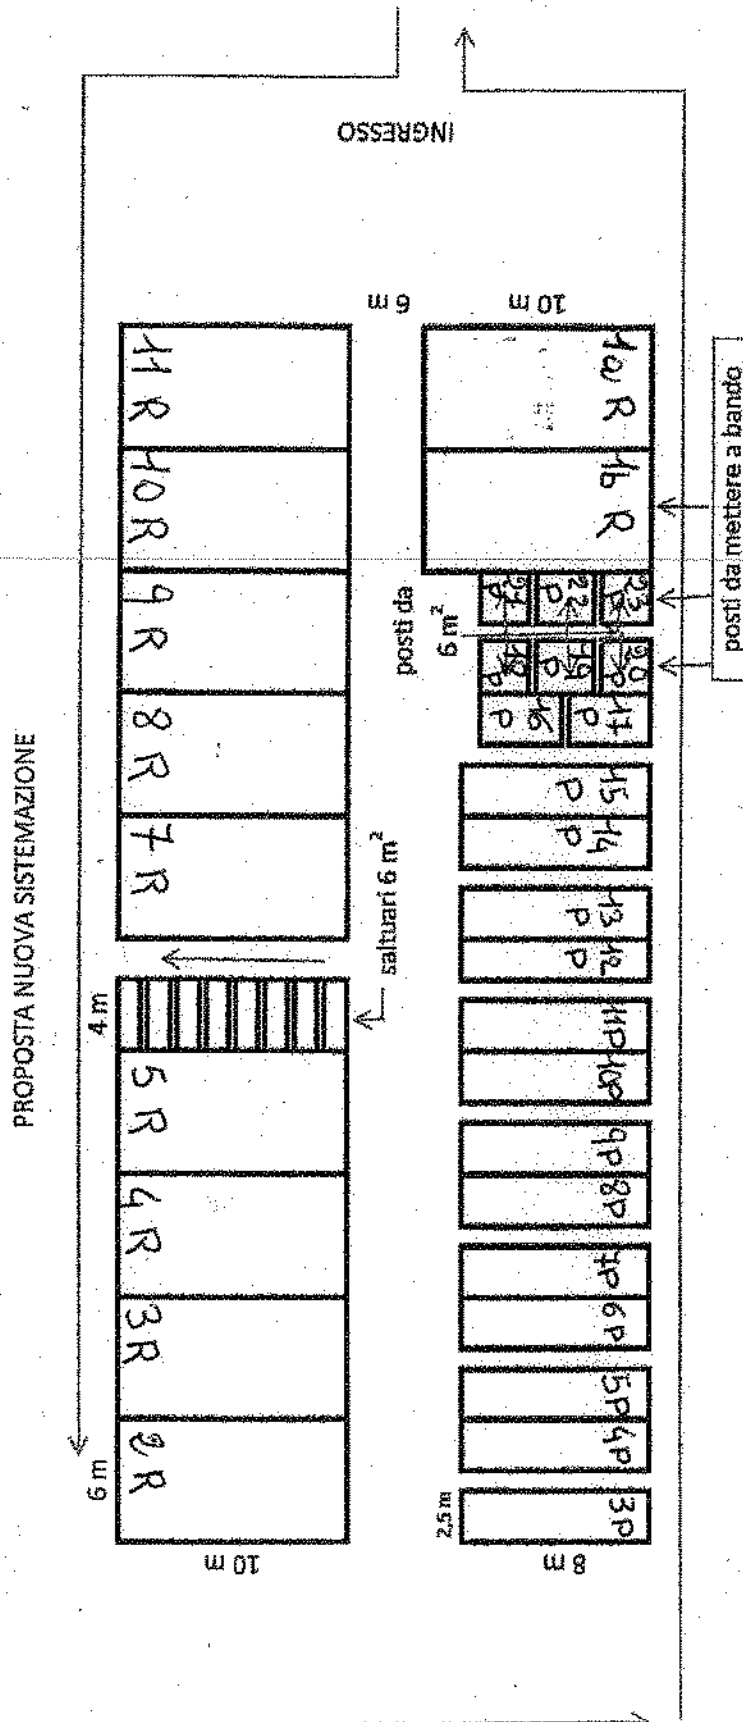 PROPOSTA NUOVA SISTEMAZIONE
INGRESSO
6 m
10 m
11 R
10 R
9 R
8 R
7 R
4 m
saltuari 6 m²
5 R
4 R
3 R
2 R
6 m
10 m
1a R
1b R
posti da
6 m²
posti da mettere a bando
21 P
22 P
23 P
18 P
19 P
20 P
16 P
17 P
15 P
14 P
13 P
12 P
11 P
10 P
9 P
8 P
7 P
6 P
5 P
4 P
3 P
2,5 m
8 m